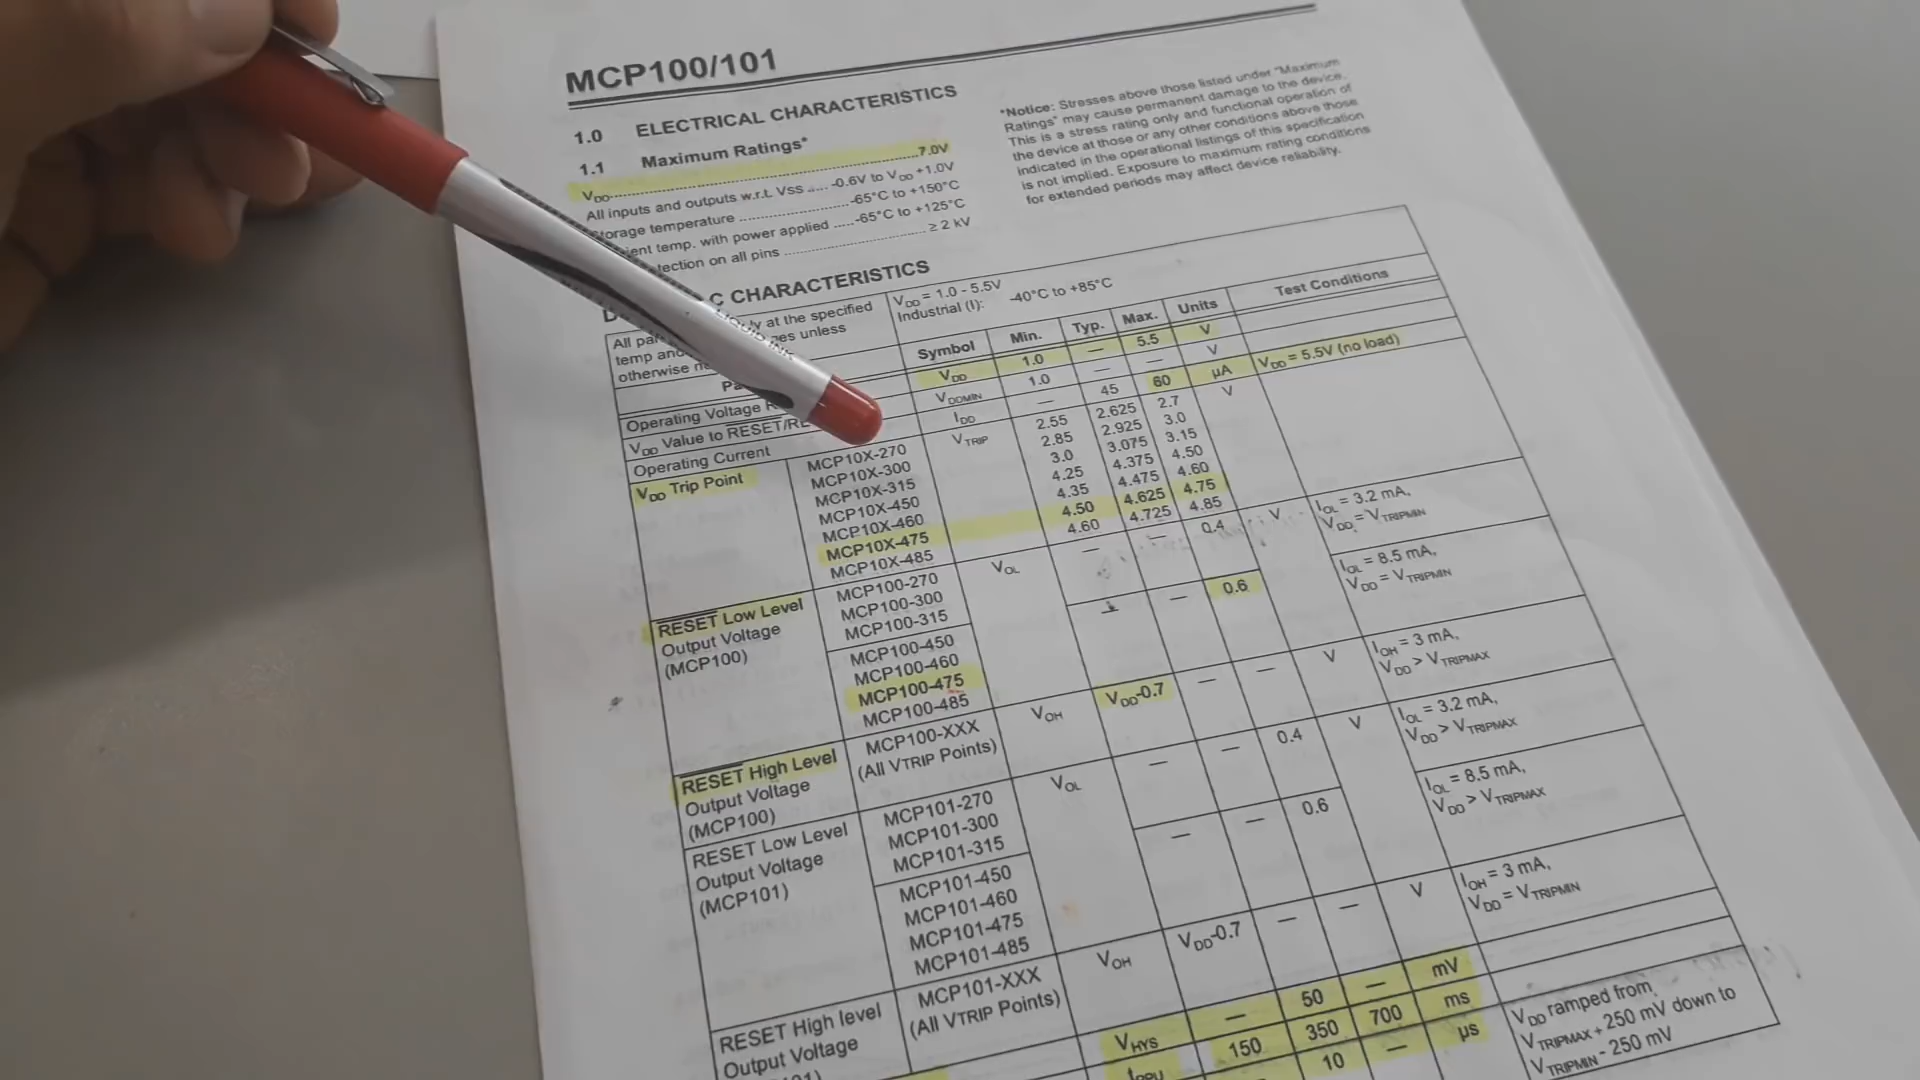 MCP100/101
1.0 ELECTRICAL CHARACTERISTICS
1.1 Maximum Ratings*
VDD...7.0V
All inputs and outputs w.r.t. VSS ..... -0.6V to VDD +1.0V
Storage temperature ... -65°C to +150°C
temp. with power applied ..... -65°C to +125°C
on all pins ... ≥ 2 kV
*Notice: Stresses above those listed under "Maximum
Ratings" may cause permanent damage to the device.
This is a stress rating only and functional operation of
the device at those or any other conditions above those
indicated in the operational listings of this specification
is not implied. Exposure to maximum rating conditions
for extended periods may affect device reliability.
CHARACTERISTICS
at the specified
unless
All
temp
otherwise
LIQUID INK
VDD = 1.0 - 5.5V
Industrial (I): -40°C to +85°C
Symbol Min. Typ. Max. Units Test Conditions
Operating Voltage VDD 1.0 — 5.5 V
VDD Value to RESET VDDMIN 1.0 — — V
Operating Current IDD — 45 60 µA VDD = 5.5V (no load)
VDD Trip Point MCP10X-270 VTRIP 2.55 2.625 2.7 V
MCP10X-300 2.85 2.925 3.0
MCP10X-315 3.0 3.075 3.15
MCP10X-450 4.25 4.375 4.50
MCP10X-460 4.35 4.475 4.60
MCP10X-475 4.50 4.625 4.75
MCP10X-485 4.60 4.725 4.85
RESET Low Level
Output Voltage
(MCP100)
MCP100-270
MCP100-300
MCP100-315
VOL — — 0.4 V
IOL = 3.2 mA,
VDD = VTRIPMIN
MCP100-450
MCP100-460
MCP100-475
MCP100-485
— 0.6
IOL = 8.5 mA,
VDD = VTRIPMIN
RESET High Level
Output Voltage
(MCP100)
MCP100-XXX
(All VTRIP Points)
VOH VDD-0.7 — — V
IOH = 3 mA,
VDD > VTRIPMAX
RESET Low Level
Output Voltage
(MCP101)
MCP101-270
MCP101-300
MCP101-315
VOL — — 0.4 V
IOL = 3.2 mA,
VDD > VTRIPMAX
MCP101-450
MCP101-460
MCP101-475
MCP101-485
— — 0.6
IOL = 8.5 mA,
VDD > VTRIPMAX
RESET High level
Output Voltage
MCP101-XXX
(All VTRIP Points)
VOH VDD-0.7 — — V
IOH = 3 mA,
VDD = VTRIPMIN
VHYS — 50 — mV
150 350 700 ms
10 — µs
VDD ramped from
VTRIPMAX + 250 mV down to
VTRIPMIN - 250 mV